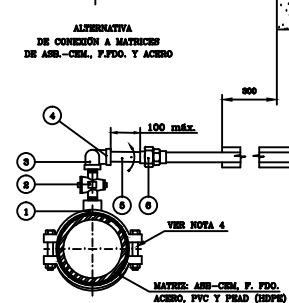 ALTERNATIVA
DE CONEXIÓN A MATRICES
DE ASB.-CEM., F.FDO. Y ACERO
800
4
100 máx.
3
2
1
5
6
VER NOTA 4
MATRIZ: ASB-CEM, F. FDO.
ACERO, PVC Y PEAD (HDPE)